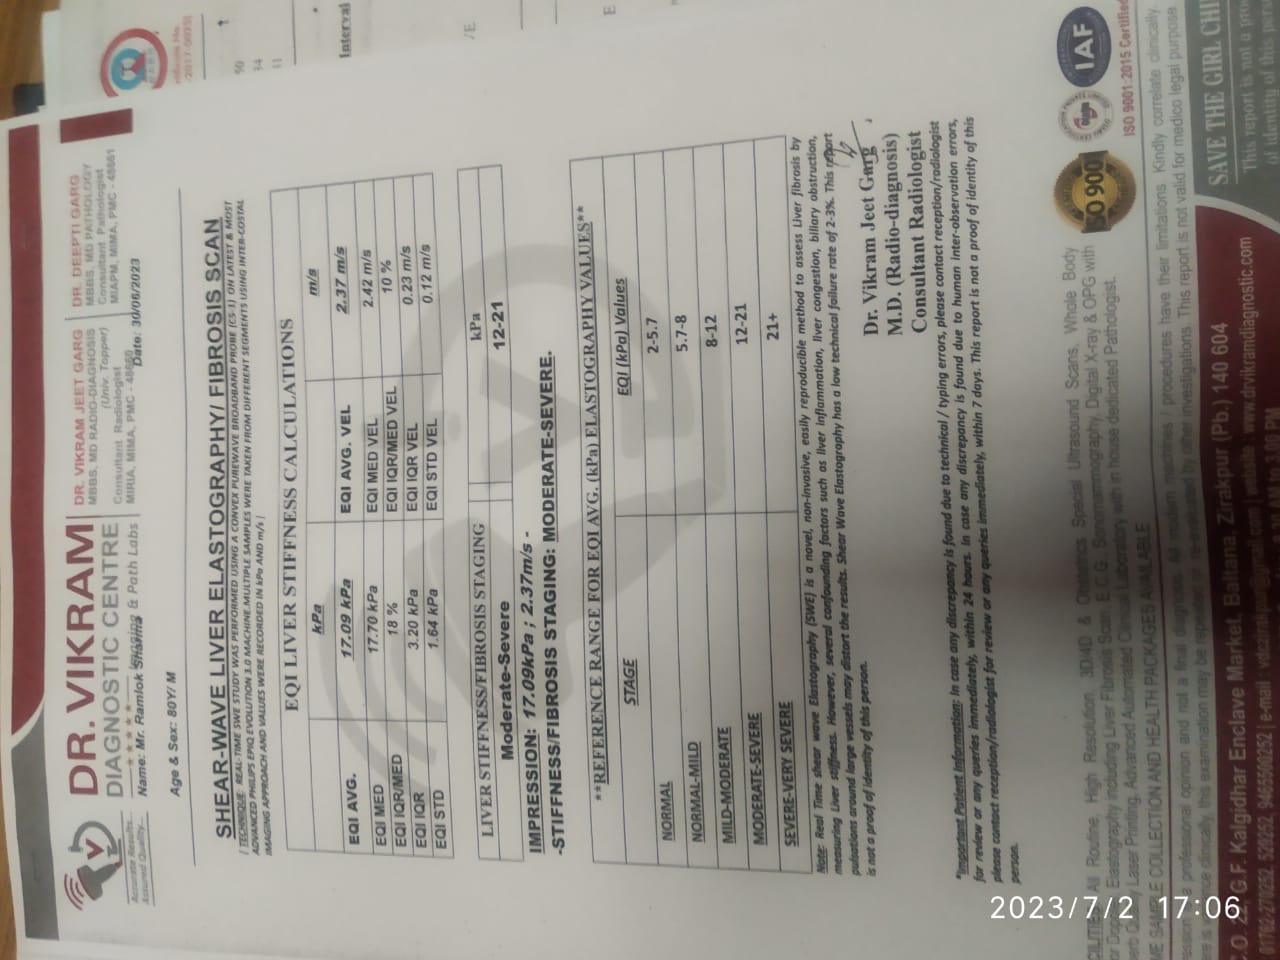 DR. VIKRAM
DIAGNOSTIC CENTRE
Imaging & Path Labs
Accurate Results...
Assured Quality...
DR. VIKRAM JEET GARG
MBBS, MD RADIO-DIAGNOSIS
(Univ. Topper)
Consultant Radiologist
MIRIA, MIMA, PMC - 48660
DR. DEEPTI GARG
MBBS, MD PATHOLOGY
Consultant Pathologist
MIAPM, MIMA, PMC - 48661
Name: Mr. Ramlok Sharma
Date: 30/06/2023
Age & Sex: 80Y/ M
SHEAR-WAVE LIVER ELASTOGRAPHY/ FIBROSIS SCAN
[ TECHNIQUE: REAL-TIME SWE STUDY WAS PERFORMED USING A CONVEX PUREWAVE BROADBAND PROBE (C5-1) ON LATEST & MOST
ADVANCED PHILIPS EPIQ EVOLUTION 3.0 MACHINE.MULTIPLE SAMPLES WERE TAKEN FROM DIFFERENT SEGMENTS USING INTER-COSTAL
IMAGING APPROACH AND VALUES WERE RECORDED IN kPa AND m/s ]
EQI LIVER STIFFNESS CALCULATIONS
kPa m/s
EQI AVG. 17.09 kPa EQI AVG. VEL 2.37 m/s
EQI MED 17.70 kPa EQI MED VEL 2.42 m/s
EQI IQR/MED 18 % EQI IQR/MED VEL 10 %
EQI IQR 3.20 kPa EQI IQR VEL 0.23 m/s
EQI STD 1.64 kPa EQI STD VEL 0.12 m/s
LIVER STIFFNESS/FIBROSIS STAGING kPa
Moderate-Severe 12-21
IMPRESSION: 17.09kPa ; 2.37m/s -
-STIFFNESS/FIBROSIS STAGING: MODERATE-SEVERE.
**REFERENCE RANGE FOR EQI AVG. (kPa) ELASTOGRAPHY VALUES**
STAGE EQI (kPa) Values
NORMAL 2-5.7
NORMAL-MILD 5.7-8
MILD-MODERATE 8-12
MODERATE-SEVERE 12-21
SEVERE-VERY SEVERE 21+
Note: Real Time shear wave Elastography (SWE) is a novel, non-invasive, easily reproducible method to assess Liver fibrosis by
measuring Liver stiffness. However, several confounding factors such as liver inflammation, liver congestion, biliary obstruction,
pulsations around large vessels may distort the results. Shear Wave Elastography has a low technical failure rate of 2-3%. This report
is not a proof of identity of this person.
Dr. Vikram Jeet Garg
M.D. (Radio-diagnosis)
Consultant Radiologist
*Important Patient Information: In case any discrepancy is found due to technical / typing errors, please contact reception/radiologist
for review or any queries immediately, within 24 hours. In case any discrepancy is found due to human inter-observation errors,
please contact reception/radiologist for review or any queries immediately, within 7 days. This report is not a proof of identity of this
person.
CILITIES: All Routine, High Resolution, 3D/4D & Obstetrics Special Ultrasound Scans, Whole Body
or Doppler, Elastography including Liver Fibrosis Scan, E.C.G., Sonomammography, Digital X-ray & OPG with
erb Quality Laser Printing, Advanced Automated Clinical Laboratory with in house dedicated Pathologist.
ME SAMPLE COLLECTION AND HEALTH PACKAGES AVAILABLE
ISO 900
IAF
ISO 9001:2015 Certified
professional opinion and not a final diagnosis. All modern machines / procedures have their limitations. Kindly correlate clinically.
clinically, this examination may be repeated or re-evaluated by other investigations. This report is not valid for medico legal purpose.
C.O. 22, G.F. Kalgidhar Enclave Market, Baltana, Zirakpur (Pb.) 140 604
01762-270252, 520252, 9465500252 | e-mail : vdczirakpur@gmail.com | website : www.drvikramdiagnostic.com
8.30 AM to 3.00 PM
SAVE THE GIRL CHI
This report is not a pro
of identity of this pers
2023/7/2 17:06
Interval